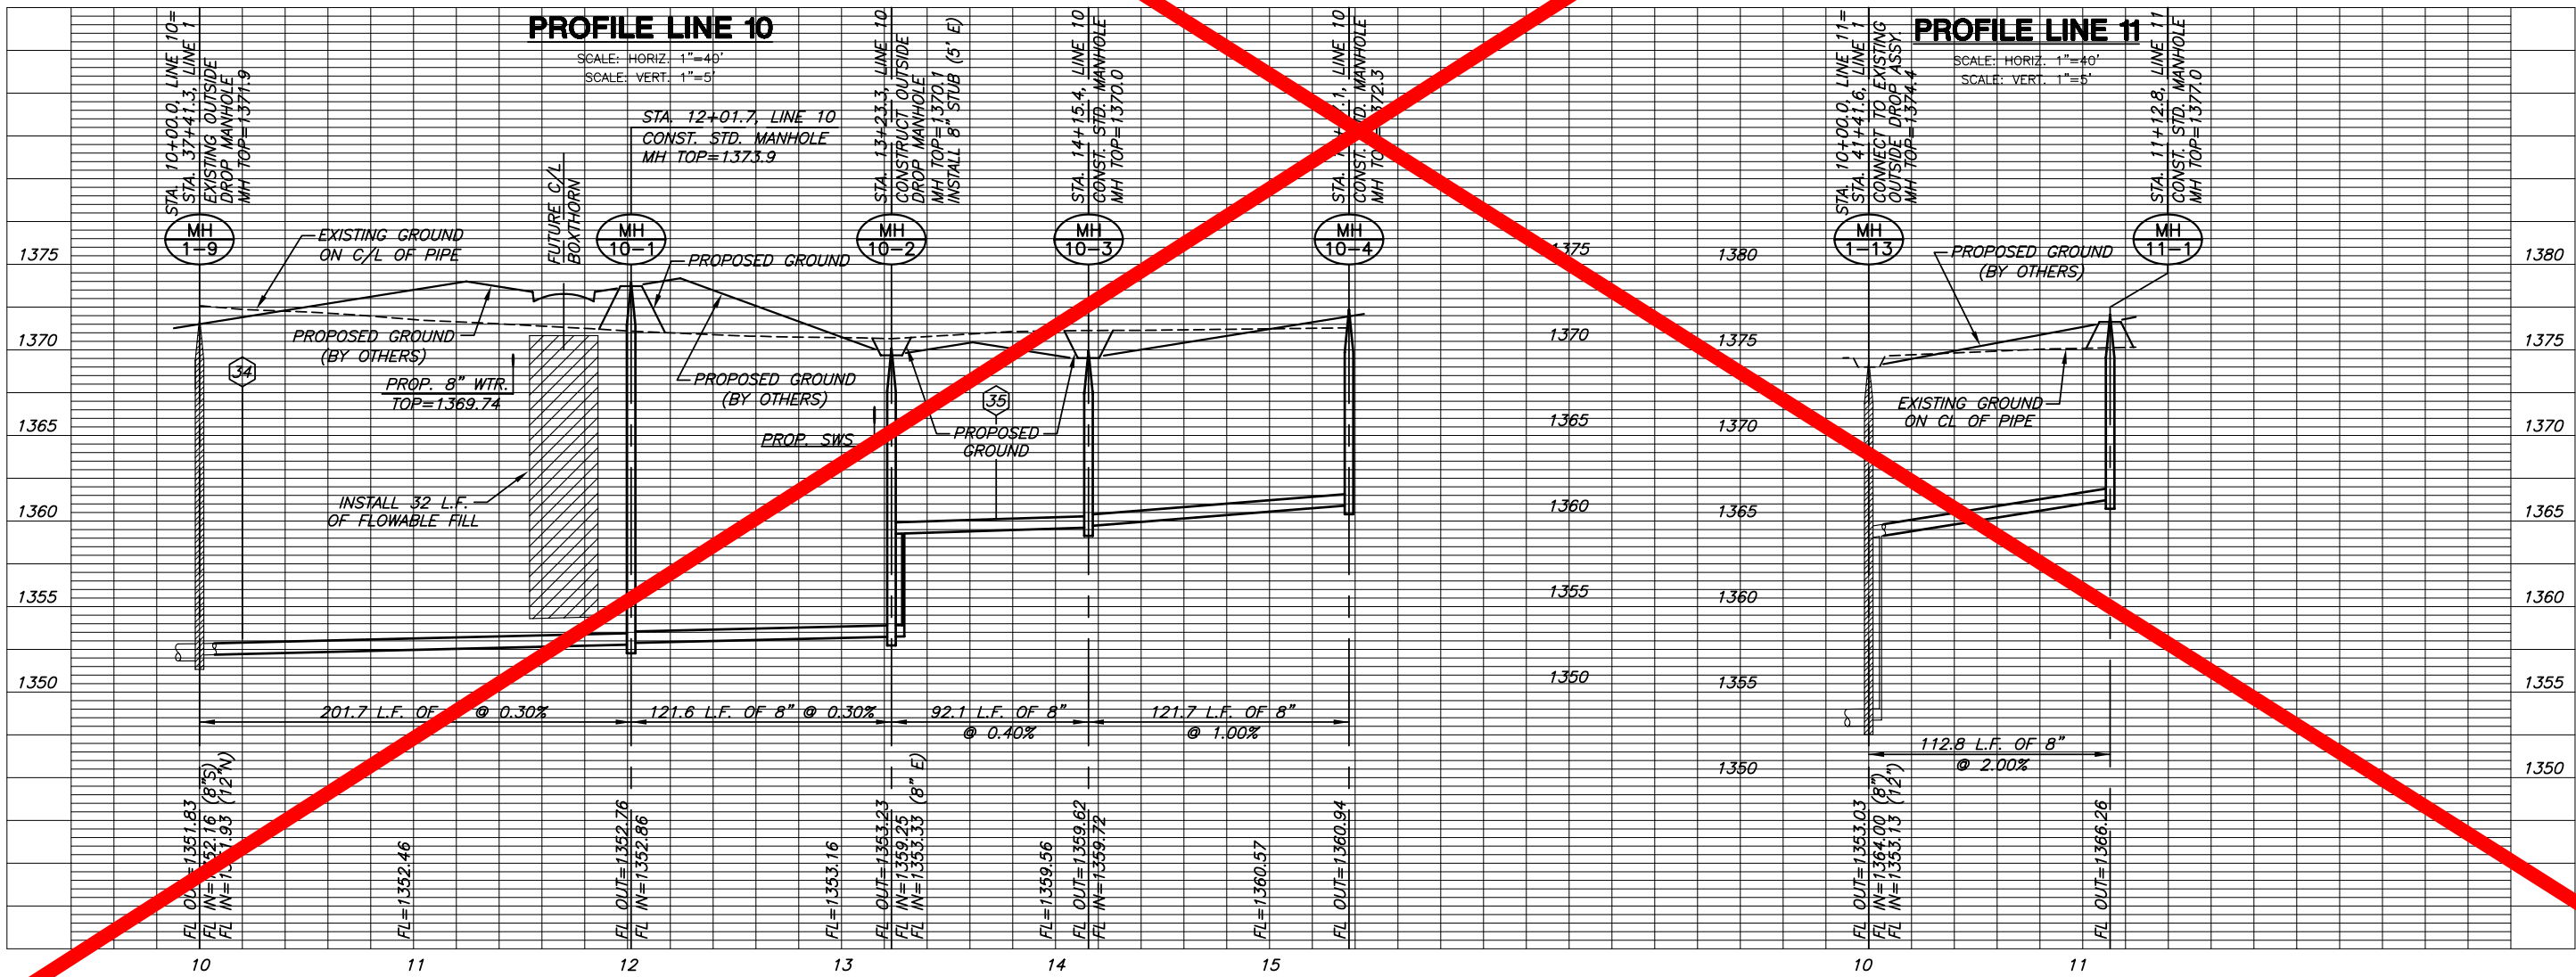 PROFILE LINE 10
SCALE: HORIZ. 1"=40'
SCALE: VERT. 1"=5'
STA. 10+00.0, LINE 10=
STA. 37+41.3, LINE 1
EXISTING OUTSIDE
DROP MANHOLE
MH TOP=1371.9
FUTURE C/L
BOXTHORN
STA. 12+01.7, LINE 10
CONST. STD. MANHOLE
MH TOP=1373.9
STA. 13+23.3, LINE 10
CONSTRUCT OUTSIDE
DROP MANHOLE
MH TOP=1370.1
INSTALL 8" STUB (5' E)
STA. 14+15.4, LINE 10
CONST. STD. MANHOLE
MH TOP=1370.0
STA. LINE 10
CONST. STD. MANHOLE
MH
MH
1-9
MH
10-1
MH
10-2
MH
10-3
MH
10-4
EXISTING GROUND
ON C/L OF PIPE
PROPOSED GROUND
PROPOSED GROUND
(BY OTHERS)
34
PROP. 8" WTR.
TOP=1369.74
PROPOSED GROUND
(BY OTHERS)
35
PROP. SWS
PROPOSED
GROUND
INSTALL 32 L.F.
OF FLOWABLE FILL
1375
1370
1365
1360
1355
1350
1375
1370
1365
1360
1355
1350
201.7 L.F. OF @ 0.30%
121.6 L.F. OF 8" @ 0.30%
92.1 L.F. OF 8"
@ 0.40%
121.7 L.F. OF 8"
@ 1.00%
FL OUT=1351.83
FL IN=1352.16 (8"S)
FL (12"N)
FL=1352.46
FL OUT=1352.76
FL IN=1352.86
FL=1353.16
FL OUT=1353.23
FL IN=1359.25
FL IN=1353.33 (8" E)
FL=1359.56
FL OUT=1359.62
FL IN=1359.72
FL=1360.57
FL OUT=1360.94
10
11
12
13
14
15
PROFILE LINE 11
SCALE: HORIZ. 1"=40'
SCALE: VERT. 1"=5'
STA. 10+00.0, LINE 11=
STA. 41+41.6, LINE 1
CONNECT TO EXISTING
OUTSIDE DROP ASSY.
MH TOP=1374.4
STA. 11+12.8, LINE 11
CONST. STD. MANHOLE
MH TOP=1377.0
MH
1-13
MH
11-1
PROPOSED GROUND
(BY OTHERS)
EXISTING GROUND
ON CL OF PIPE
1380
1375
1370
1365
1360
1355
1350
1380
1375
1370
1365
1360
1355
1350
112.8 L.F. OF 8"
@ 2.00%
FL OUT=1353.03
FL IN=1364.00 (8")
FL IN=1353.13 (12")
FL OUT=1366.26
10
11